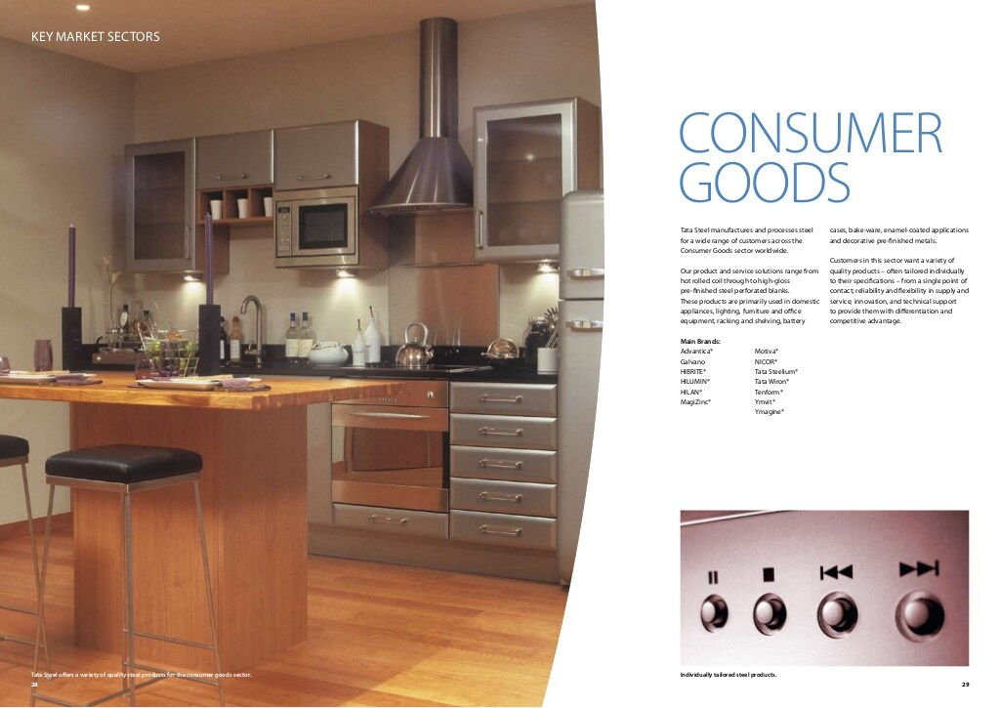 KEY MARKET SECTORS
Tata Steel offers a variety of quality steel products for the consumer goods sector.
28
CONSUMER
GOODS
Tata Steel manufactures and processes steel
for a wide range of customers across the
Consumer Goods sector worldwide.
Our product and service solutions range from
hot rolled coil through to high-gloss
pre-finished steel perforated blanks.
These products are primarily used in domestic
appliances, lighting, furniture and office
equipment, racking and shelving, battery
cases, bake-ware, enamel-coated applications
and decorative pre-finished metals.
Customers in this sector want a variety of
quality products – often tailored individually
to their specifications – from a single point of
contact; reliability and flexibility in supply and
service; innovation, and technical support
to provide them with differentiation and
competitive advantage.
Main Brands:
Advantica®
Galvano
HIBRITE®
HILUMIN®
HILAN®
MagiZinc®
Motiva®
NICOR®
Tata Steelium®
Tata Wiron®
Tenform®
Ymvit®
Ymagine®
Individually tailored steel products.
29